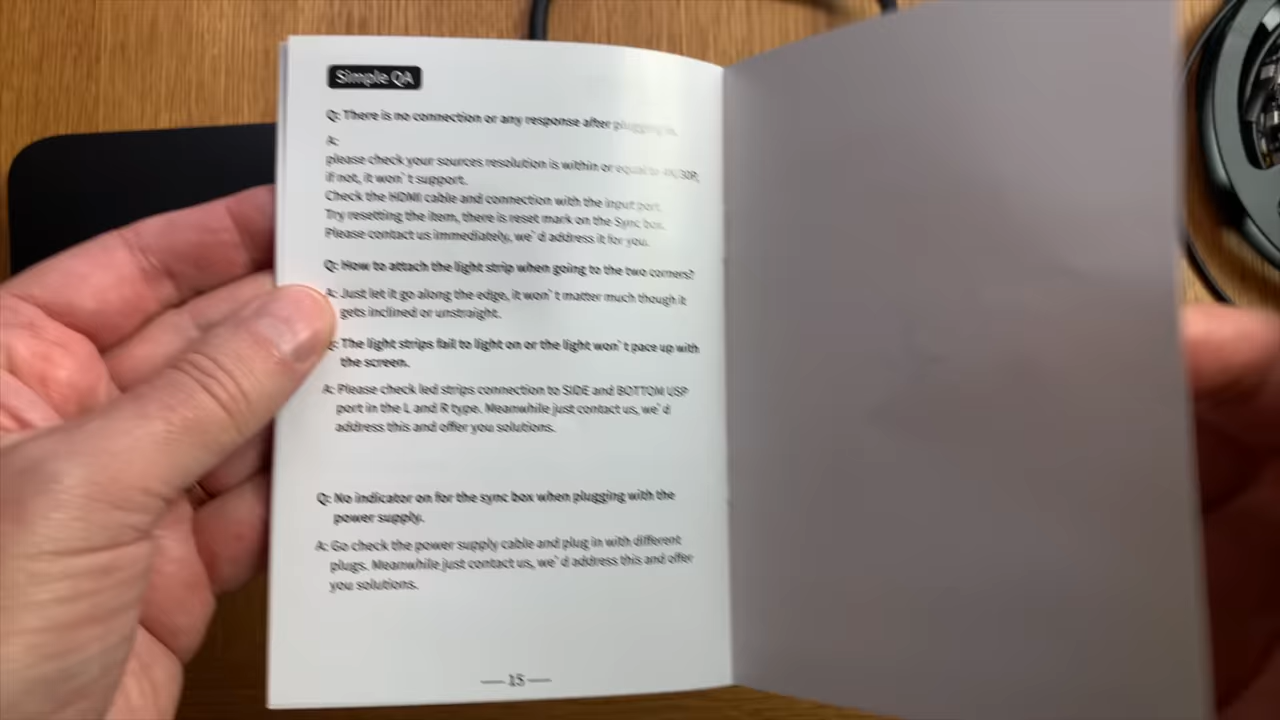 Simple QA
Q: There is no connection or any response after plugging in.
A:
please check your sources resolution is within or equal to
if not, it won't support.
Check the HDMI cable and connection with the input port.
Try resetting the item, there is reset mark on the Sync box.
Please contact us immediately, we'd address it for you.
Q: How to attach the light strip when going to the two corners?
A: Just let it go along the edge, it won't matter much though it
gets inclined or unstraight.
The light strips fail to light on or the light won't pace up with
the screen.
A: Please check led strips connection to SIDE and BOTTOM USP
port in the L and R type. Meanwhile just contact us, we'd
address this and offer you solutions.
Q: No indicator on for the sync box when plugging with the
power supply.
A: Go check the power supply cable and plug in with different
plugs. Meanwhile just contact us, we'd address this and offer
you solutions.
— 15 —